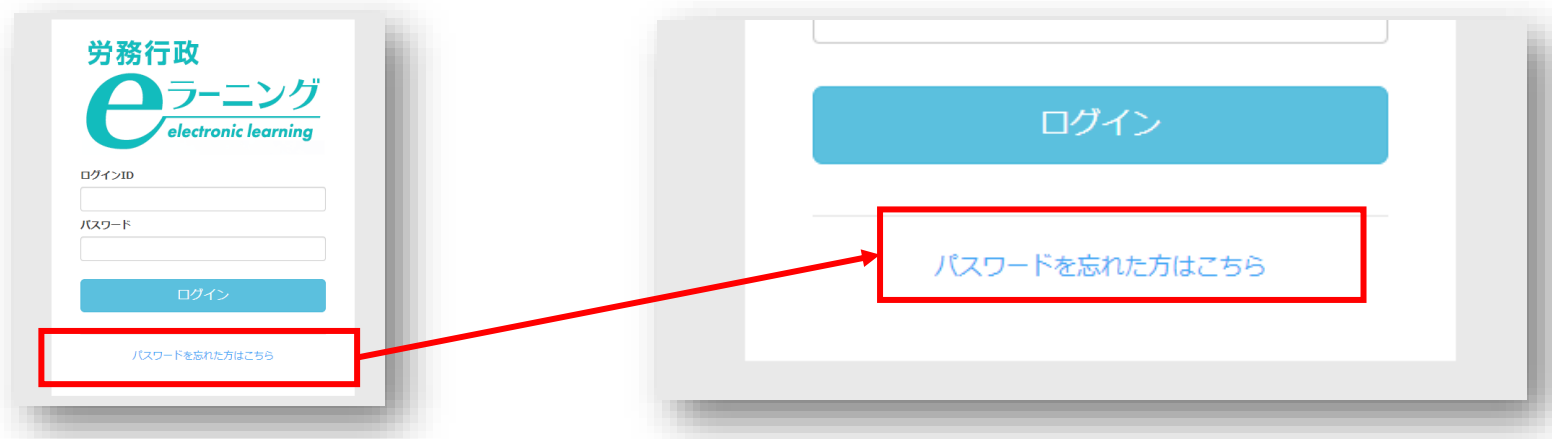 労務行政
eラーニング
electronic learning
ログインID
パスワード
ログイン
パスワードを忘れた方はこちら
ログイン
パスワードを忘れた方はこちら